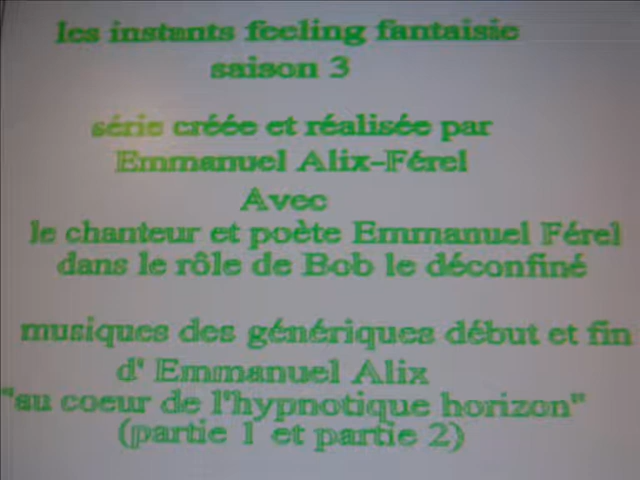 les instants feeling fantaisie
saison 3
série créée et réalisée par
Emmanuel Alix-Férel
Avec
le chanteur et poète Emmanuel Férel
dans le rôle de Bob le déconfiné
musiques des génériques début et fin
d' Emmanuel Alix
"au coeur de l'hypnotique horizon"
(partie 1 et partie 2)